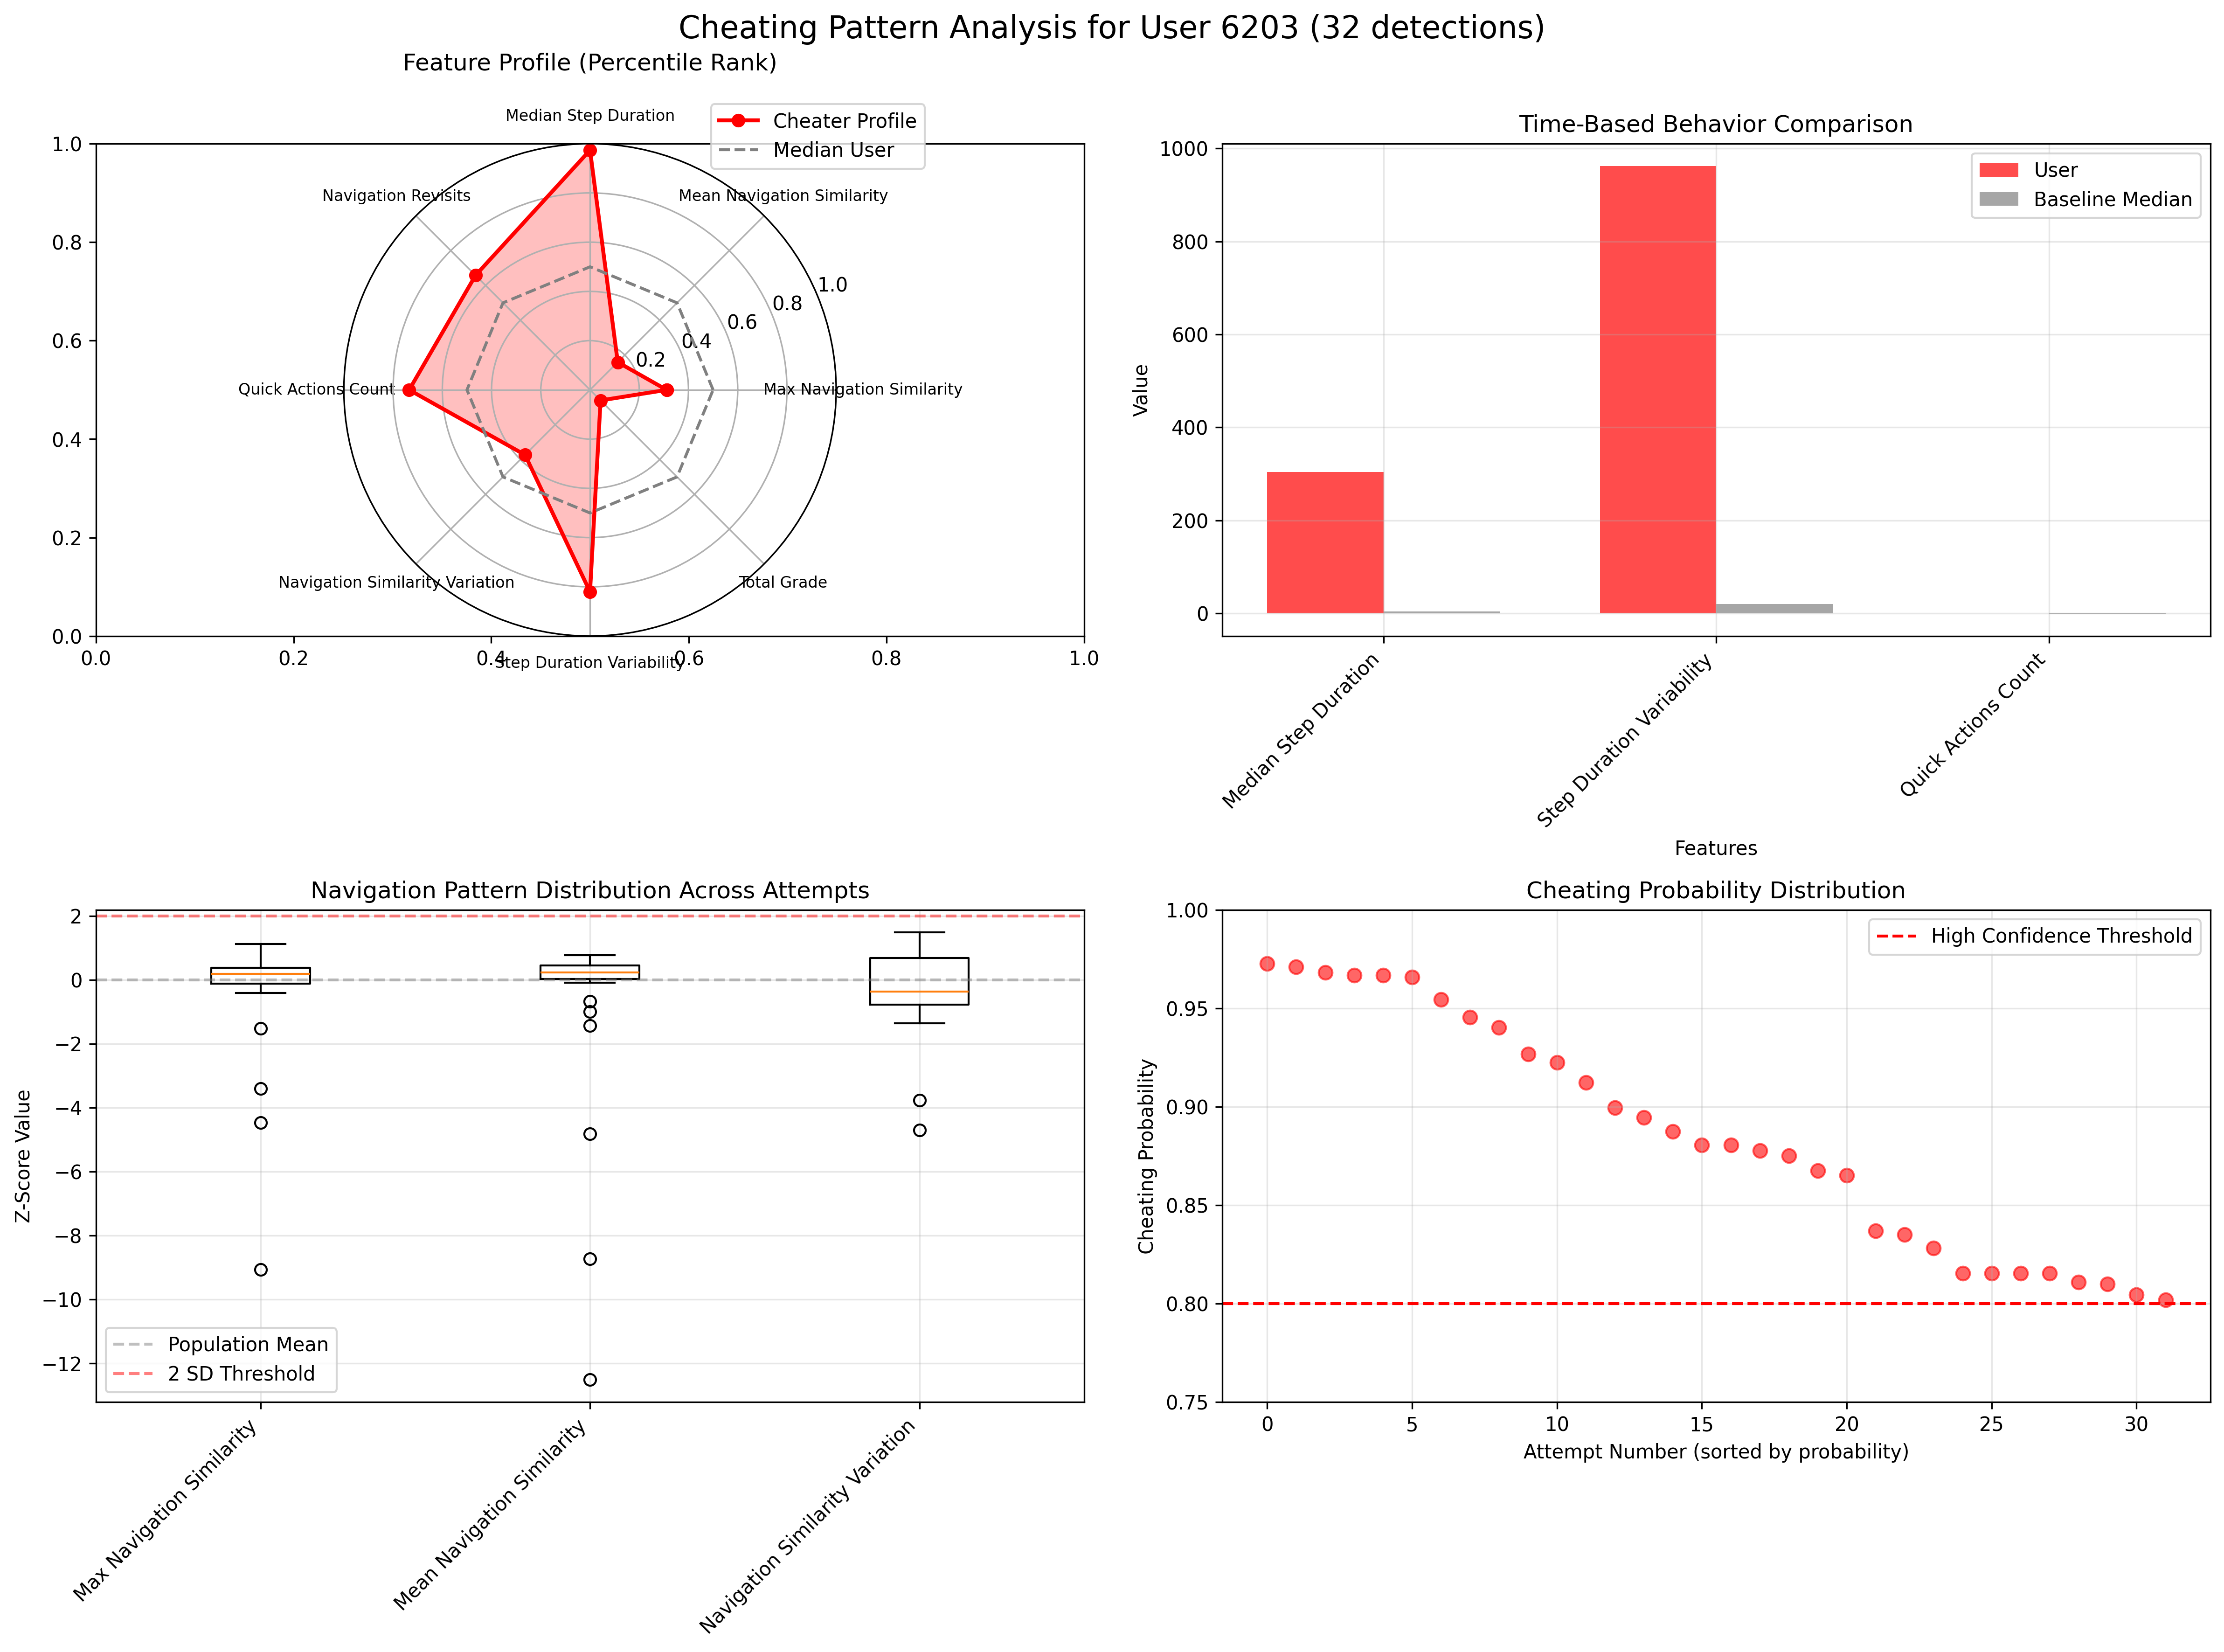 Cheating Pattern Analysis for User 6203 (32 detections)
Feature Profile (Percentile Rank)
Median Step Duration
Cheater Profile
Median User
Navigation Revisits
Mean Navigation Similarity
Quick Actions Count
Max Navigation Similarity
Navigation Similarity Variation
Total Grade
Step Duration Variability
0.2
0.4
0.6
0.8
1.0
1.0
0.8
0.6
0.4
0.2
0.0
0.0
0.2
0.4
0.6
0.8
1.0
Time-Based Behavior Comparison
User
Baseline Median
Value
1000
800
600
400
200
0
Median Step Duration
Step Duration Variability
Quick Actions Count
Features
Navigation Pattern Distribution Across Attempts
Z-Score Value
2
0
−2
−4
−6
−8
−10
−12
Population Mean
2 SD Threshold
Max Navigation Similarity
Mean Navigation Similarity
Navigation Similarity Variation
Cheating Probability Distribution
High Confidence Threshold
Cheating Probability
1.00
0.95
0.90
0.85
0.80
0.75
0
5
10
15
20
25
30
Attempt Number (sorted by probability)